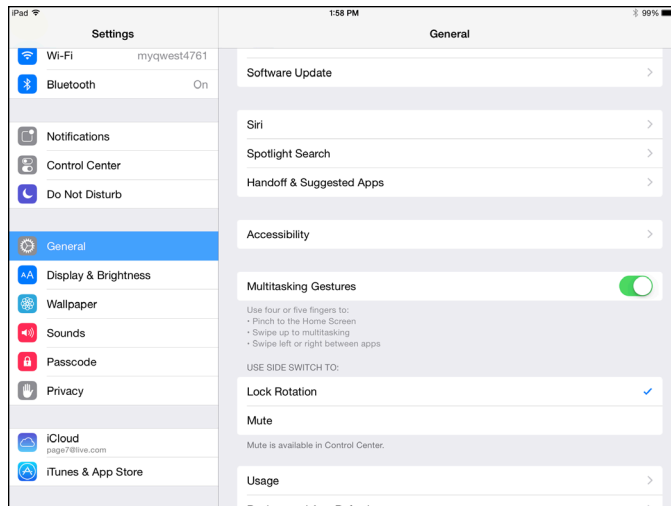 iPad
1:58 PM
99%
Settings
General
Wi-Fi
myqwest4761
Bluetooth
On
Notifications
Control Center
Do Not Disturb
General
AA Display & Brightness
Wallpaper
Sounds
Passcode
Privacy
iCloud
page7@live.com
iTunes & App Store
Software Update
Siri
Spotlight Search
Handoff & Suggested Apps
Accessibility
Multitasking Gestures
Use four or five fingers to:
• Pinch to the Home Screen
• Swipe up to multitasking
• Swipe left or right between apps
USE SIDE SWITCH TO:
Lock Rotation
Mute
Mute is available in Control Center.
Usage